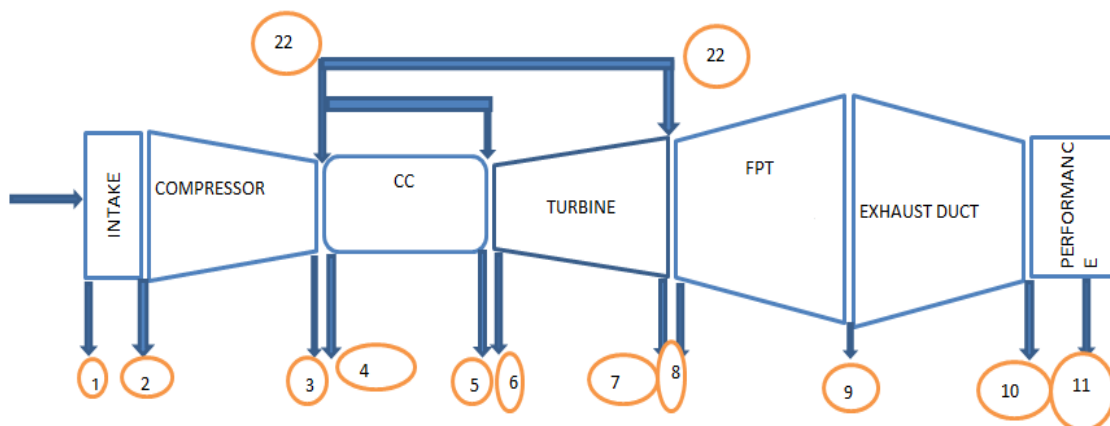 22
22
INTAKE
COMPRESSOR
CC
TURBINE
FPT
EXHAUST DUCT
PERFORMANC
E
1
2
3
4
5
6
7
8
9
10
11